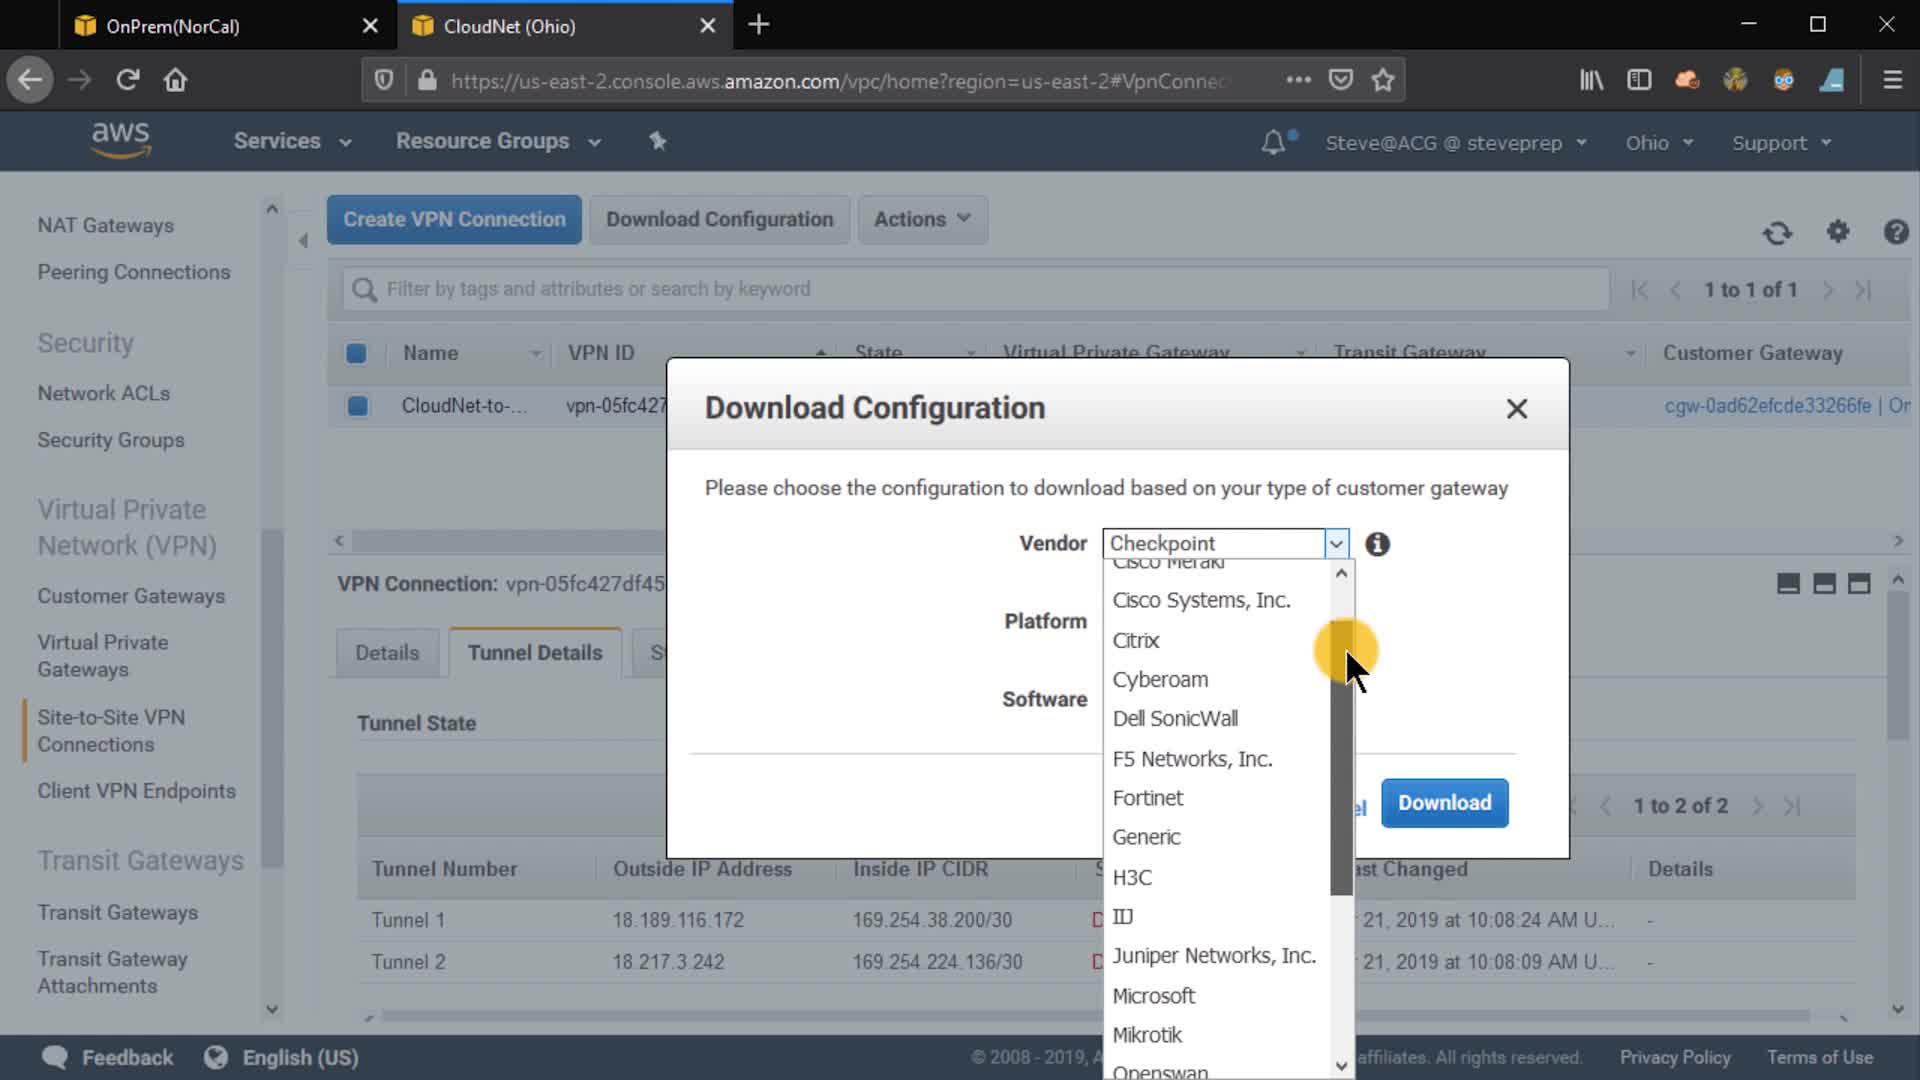 OnPrem(NorCal)
CloudNet (Ohio)
https://us-east-2.console.aws.amazon.com/vpc/home?region=us-east-2#VpnConnec
aws
Services
Resource Groups
Steve@ACG @ steveprep
Ohio
Support
NAT Gateways
Peering Connections
Security
Network ACLs
Security Groups
Virtual Private
Network (VPN)
Customer Gateways
Virtual Private
Gateways
Site-to-Site VPN
Connections
Client VPN Endpoints
Transit Gateways
Transit Gateways
Transit Gateway
Attachments
Create VPN Connection
Download Configuration
Actions
Filter by tags and attributes or search by keyword
1 to 1 of 1
Name
VPN ID
State
Virtual Private Gateway
Transit Gateway
Customer Gateway
CloudNet-to-...
vpn-05fc427
cgw-0ad62efcde33266fe | On
Download Configuration
Please choose the configuration to download based on your type of customer gateway
Vendor
Checkpoint
Platform
Software
Cisco Meraki
Cisco Systems, Inc.
Citrix
Cyberoam
Dell SonicWall
F5 Networks, Inc.
Fortinet
Generic
H3C
IIJ
Juniper Networks, Inc.
Microsoft
Mikrotik
Openswan
el
Download
VPN Connection: vpn-05fc427df45
Details
Tunnel Details
S
Tunnel State
1 to 2 of 2
Tunnel Number
Outside IP Address
Inside IP CIDR
S
ast Changed
Details
Tunnel 1
18.189.116.172
169.254.38.200/30
D
21, 2019 at 10:08:24 AM U...
-
Tunnel 2
18.217.3.242
169.254.224.136/30
D
21, 2019 at 10:08:09 AM U...
-
Feedback
English (US)
© 2008 - 2019, A
affiliates. All rights reserved.
Privacy Policy
Terms of Use